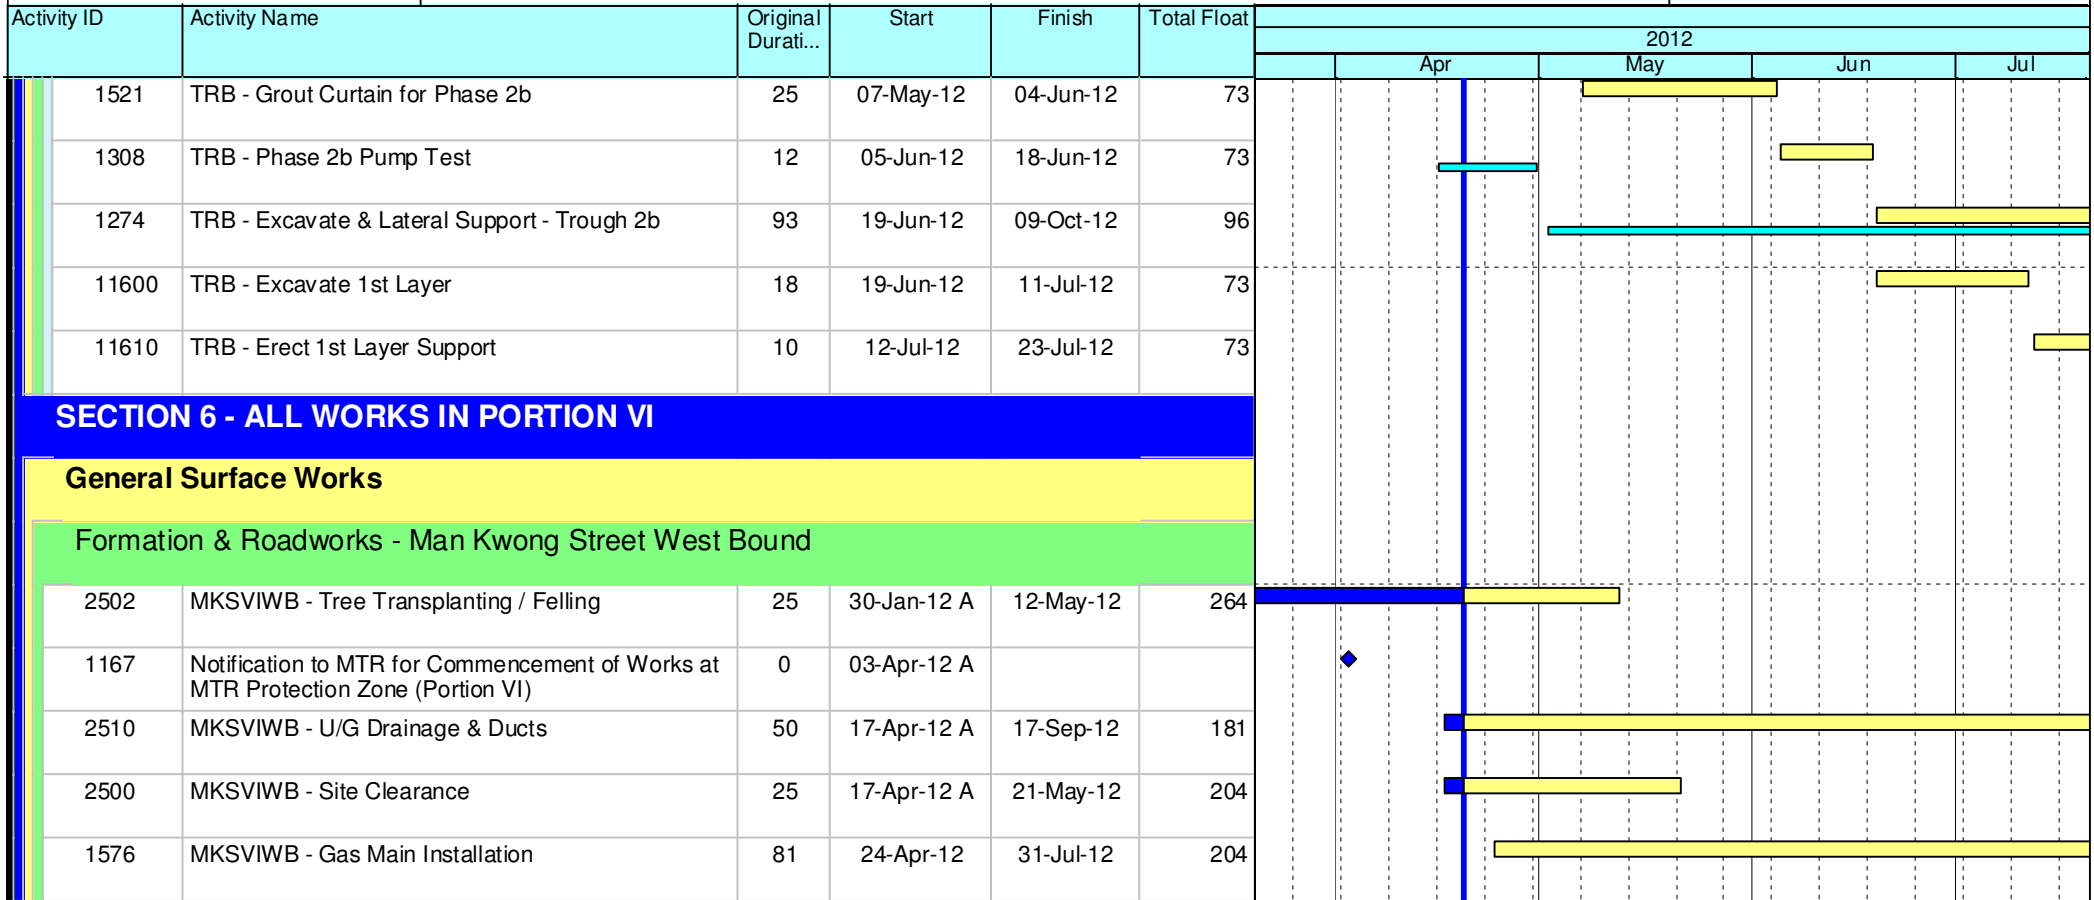 Activity ID Activity Name Original Start Finish Total Float
Durati...
2012
Apr May Jun Jul
1521 TRB - Grout Curtain for Phase 2b 25 07-May-12 04-Jun-12 73
1308 TRB - Phase 2b Pump Test 12 05-Jun-12 18-Jun-12 73
1274 TRB - Excavate & Lateral Support - Trough 2b 93 19-Jun-12 09-Oct-12 96
11600 TRB - Excavate 1st Layer 18 19-Jun-12 11-Jul-12 73
11610 TRB - Erect 1st Layer Support 10 12-Jul-12 23-Jul-12 73
SECTION 6 - ALL WORKS IN PORTION VI
General Surface Works
Formation & Roadworks - Man Kwong Street West Bound
2502 MKSVIWB - Tree Transplanting / Felling 25 30-Jan-12 A 12-May-12 264
1167 Notification to MTR for Commencement of Works at 0 03-Apr-12 A
MTR Protection Zone (Portion VI)
2510 MKSVIWB - U/G Drainage & Ducts 50 17-Apr-12 A 17-Sep-12 181
2500 MKSVIWB - Site Clearance 25 17-Apr-12 A 21-May-12 204
1576 MKSVIWB - Gas Main Installation 81 24-Apr-12 31-Jul-12 204